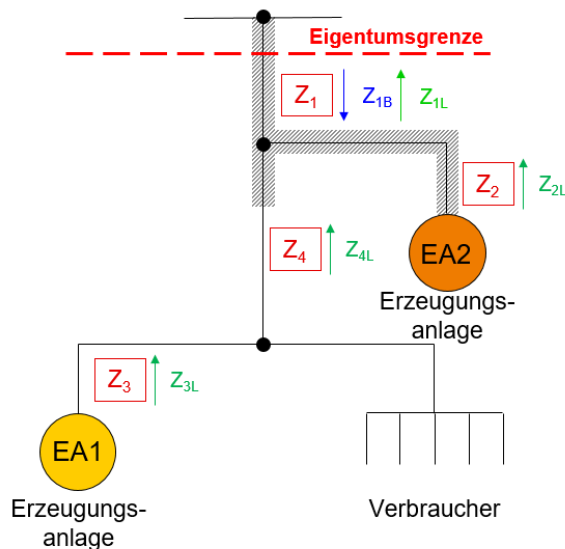 Eigentumsgrenze
Z1 Z1B Z1L
Z2 Z2L
Z4 Z4L
EA2
Erzeugungs-
anlage
Z3 Z3L
EA1
Erzeugungs-
anlage
Verbraucher